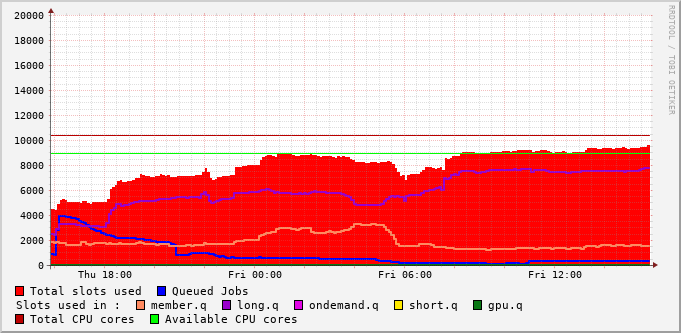 RRDTOOL / TOBI OETIKER
20000
18000
16000
14000
12000
10000
8000
6000
4000
2000
0
Thu 18:00 Fri 00:00 Fri 06:00 Fri 12:00
Total slots used Queued Jobs
Slots used in : member.q long.q ondemand.q short.q gpu.q
Total CPU cores Available CPU cores